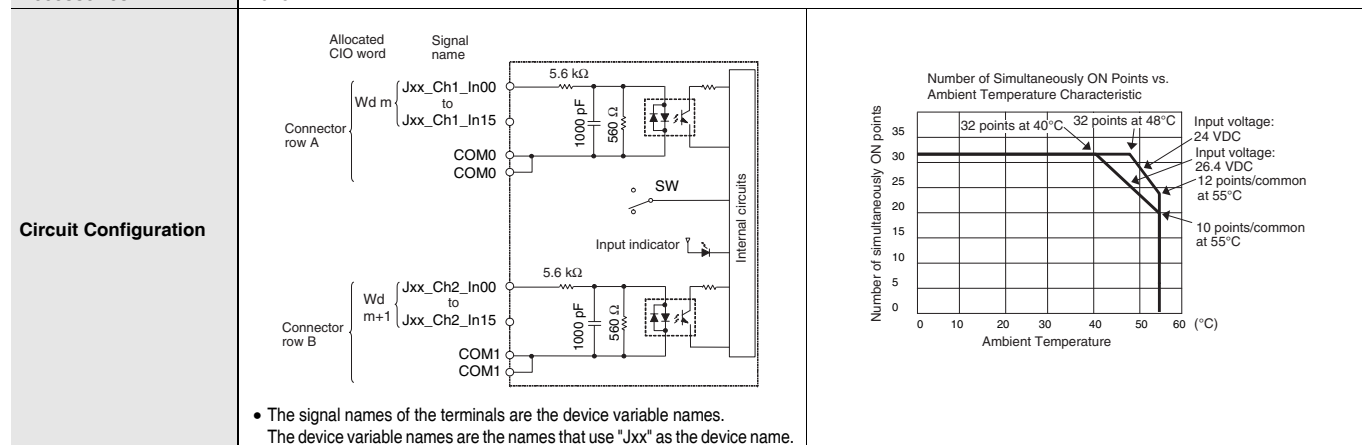 Circuit Configuration
Allocated
CIO word
Signal
name
Connector
row A
Wd m
Jxx_Ch1_In00
to
Jxx_Ch1_In15
COM0
COM0
5.6 kΩ
1000 pF
560 Ω
SW
Input indicator
Internal circuits
Connector
row B
Wd
m+1
Jxx_Ch2_In00
to
Jxx_Ch2_In15
COM1
COM1
5.6 kΩ
1000 pF
560 Ω
• The signal names of the terminals are the device variable names.
The device variable names are the names that use "Jxx" as the device name.
Number of Simultaneously ON Points vs.
Ambient Temperature Characteristic
Number of simultaneously ON points
35
30
25
20
15
10
5
0
32 points at 40°C
32 points at 48°C
Input voltage:
24 VDC
Input voltage:
26.4 VDC
12 points/common
at 55°C
10 points/common
at 55°C
0 10 20 30 40 50 60 (°C)
Ambient Temperature